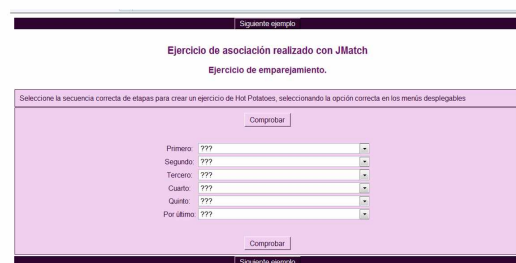 Siguiente ejemplo
Ejercicio de asociación realizado con JMatch
Ejercicio de emparejamiento.
Seleccione la secuencia correcta de etapas para crear un ejercicio de Hot Potatoes, seleccionando la opción correcta en los menús desplegables
Comprobar
Primero: ???
Segundo: ???
Tercero: ???
Cuarto: ???
Quinto: ???
Por último: ???
Comprobar
Siguiente ejemplo